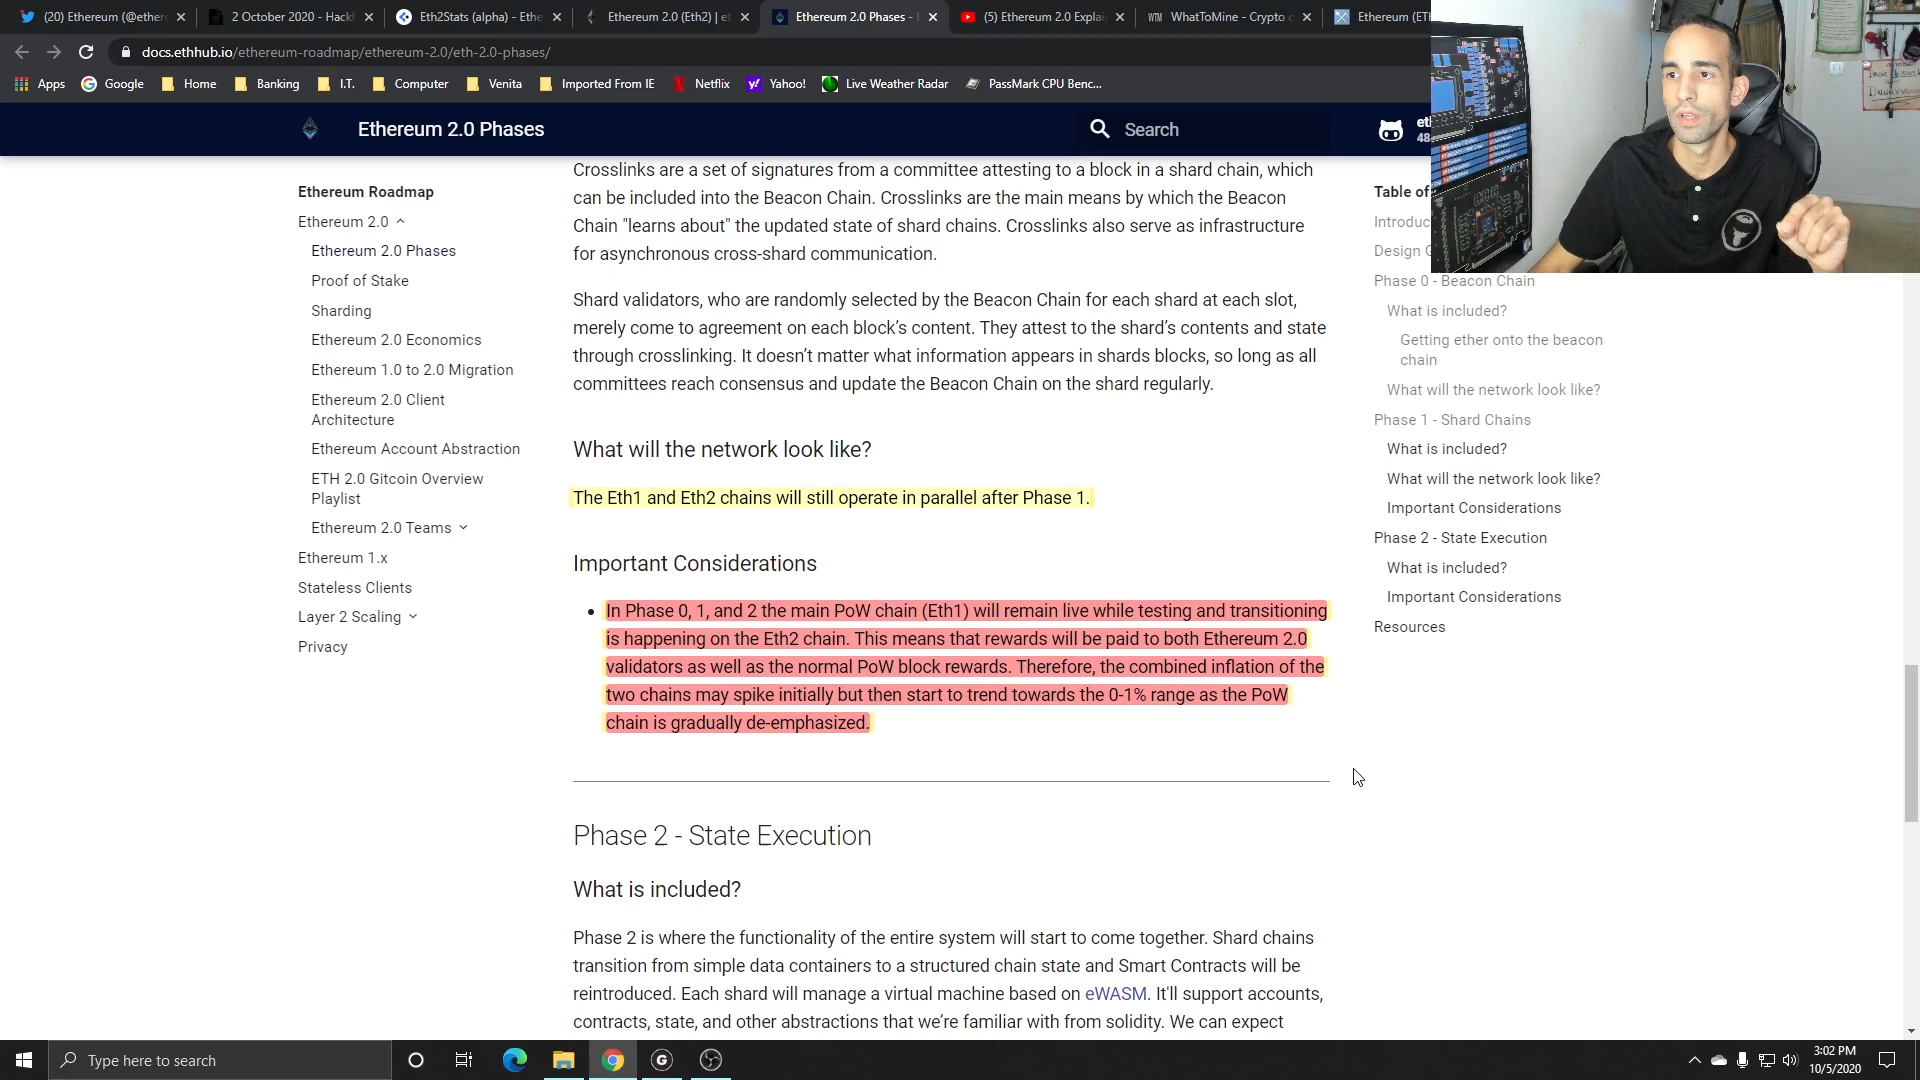 (20) Ethereum (@ether
2 October 2020 - Hackl
Eth2Stats (alpha) - Ethe
Ethereum 2.0 (Eth2) | et
Ethereum 2.0 Phases - E
(5) Ethereum 2.0 Explai
WTM WhatToMine - Crypto c
Ethereum (ETH
docs.ethhub.io/ethereum-roadmap/ethereum-2.0/eth-2.0-phases/
Apps
Google
Home
Banking
I.T.
Computer
Venita
Imported From IE
Netflix
Yahoo!
Live Weather Radar
PassMark CPU Benc...
Ethereum 2.0 Phases
Search
eth
48
Ethereum Roadmap
Ethereum 2.0
Ethereum 2.0 Phases
Proof of Stake
Sharding
Ethereum 2.0 Economics
Ethereum 1.0 to 2.0 Migration
Ethereum 2.0 Client
Architecture
Ethereum Account Abstraction
ETH 2.0 Gitcoin Overview
Playlist
Ethereum 2.0 Teams
Ethereum 1.x
Stateless Clients
Layer 2 Scaling
Privacy
Crosslinks are a set of signatures from a committee attesting to a block in a shard chain, which
can be included into the Beacon Chain. Crosslinks are the main means by which the Beacon
Chain "learns about" the updated state of shard chains. Crosslinks also serve as infrastructure
for asynchronous cross-shard communication.
Shard validators, who are randomly selected by the Beacon Chain for each shard at each slot,
merely come to agreement on each block’s content. They attest to the shard’s contents and state
through crosslinking. It doesn’t matter what information appears in shards blocks, so long as all
committees reach consensus and update the Beacon Chain on the shard regularly.
What will the network look like?
The Eth1 and Eth2 chains will still operate in parallel after Phase 1.
Important Considerations
• In Phase 0, 1, and 2 the main PoW chain (Eth1) will remain live while testing and transitioning
is happening on the Eth2 chain. This means that rewards will be paid to both Ethereum 2.0
validators as well as the normal PoW block rewards. Therefore, the combined inflation of the
two chains may spike initially but then start to trend towards the 0-1% range as the PoW
chain is gradually de-emphasized.
Phase 2 - State Execution
What is included?
Phase 2 is where the functionality of the entire system will start to come together. Shard chains
transition from simple data containers to a structured chain state and Smart Contracts will be
reintroduced. Each shard will manage a virtual machine based on eWASM. It'll support accounts,
contracts, state, and other abstractions that we’re familiar with from solidity. We can expect
Table of
Introduc
Design G
Phase 0 - Beacon Chain
What is included?
Getting ether onto the beacon
chain
What will the network look like?
Phase 1 - Shard Chains
What is included?
What will the network look like?
Important Considerations
Phase 2 - State Execution
What is included?
Important Considerations
Resources
Type here to search
3:02 PM
10/5/2020